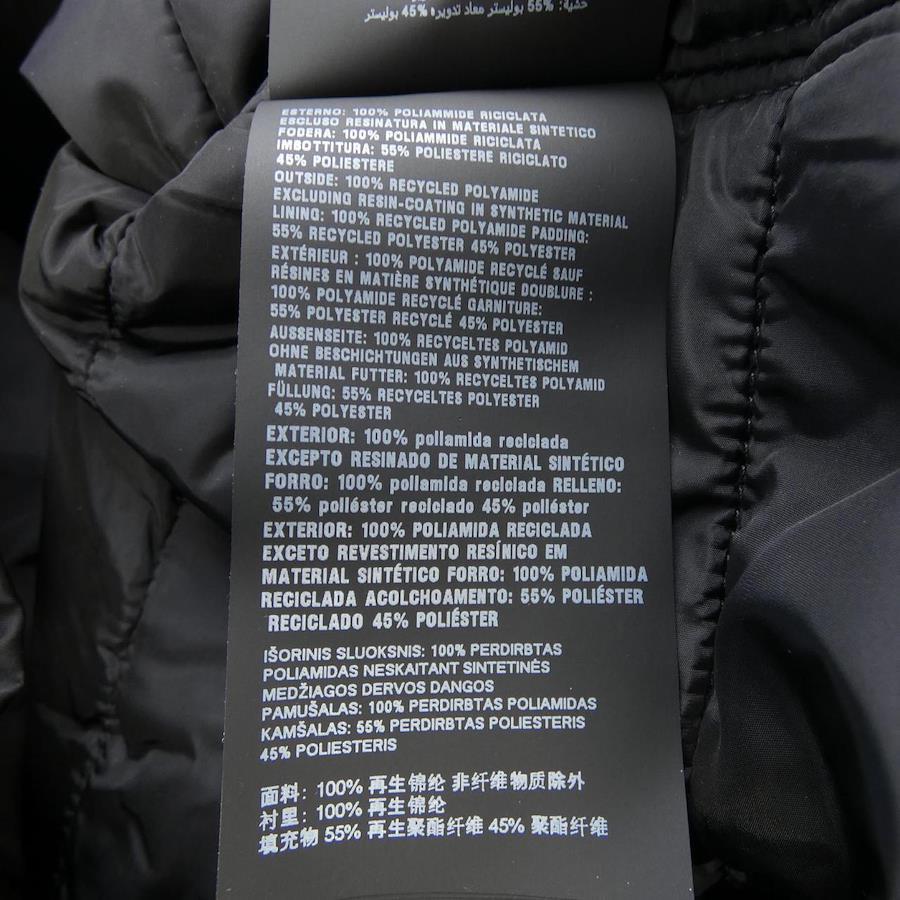 حشية: 55% بوليستر معاد تدويره 45% بوليستر
ESTERNO: 100% POLIAMMIDE RICICLATA
ESCLUSO RESINATURA IN MATERIALE SINTETICO
FODERA: 100% POLIAMMIDE RICICLATA
IMBOTTITURA: 55% POLIESTERE RICICLATO
45% POLIESTERE
OUTSIDE: 100% RECYCLED POLYAMIDE
EXCLUDING RESIN-COATING IN SYNTHETIC MATERIAL
LINING: 100% RECYCLED POLYAMIDE PADDING:
55% RECYCLED POLYESTER 45% POLYESTER
EXTÉRIEUR : 100% POLYAMIDE RECYCLÉ SAUF
RÉSINES EN MATIÈRE SYNTHÉTIQUE DOUBLURE :
100% POLYAMIDE RECYCLÉ GARNITURE:
55% POLYESTER RECYCLÉ 45% POLYESTER
AUSSENSEITE: 100% RECYCELTES POLYAMID
OHNE BESCHICHTUNGEN AUS SYNTHETISCHEM
MATERIAL FUTTER: 100% RECYCELTES POLYAMID
FÜLLUNG: 55% RECYCELTES POLYESTER
45% POLYESTER
EXTERIOR: 100% poliamida reciclada
EXCEPTO RESINADO DE MATERIAL SINTÉTICO
FORRO: 100% poliamida reciclada RELLENO:
55% poliéster reciclado 45% poliéster
EXTERIOR: 100% POLIAMIDA RECICLADA
EXCETO REVESTIMENTO RESÍNICO EM
MATERIAL SINTÉTICO FORRO: 100% POLIAMIDA
RECICLADA ACOLCHOAMENTO: 55% POLIÉSTER
RECICLADO 45% POLIÉSTER
IŠORINIS SLUOKSNIS: 100% PERDIRBTAS
POLIAMIDAS NESKAITANT SINTETINĖS
MEDŽIAGOS DERVOS DANGOS
PAMUŠALAS: 100% PERDIRBTAS POLIAMIDAS
KAMŠALAS: 55% PERDIRBTAS POLIESTERIS
45% POLIESTERIS
面料: 100% 再生锦纶 非纤维物质除外
衬里: 100% 再生锦纶
填充物 55% 再生聚酯纤维 45% 聚酯纤维